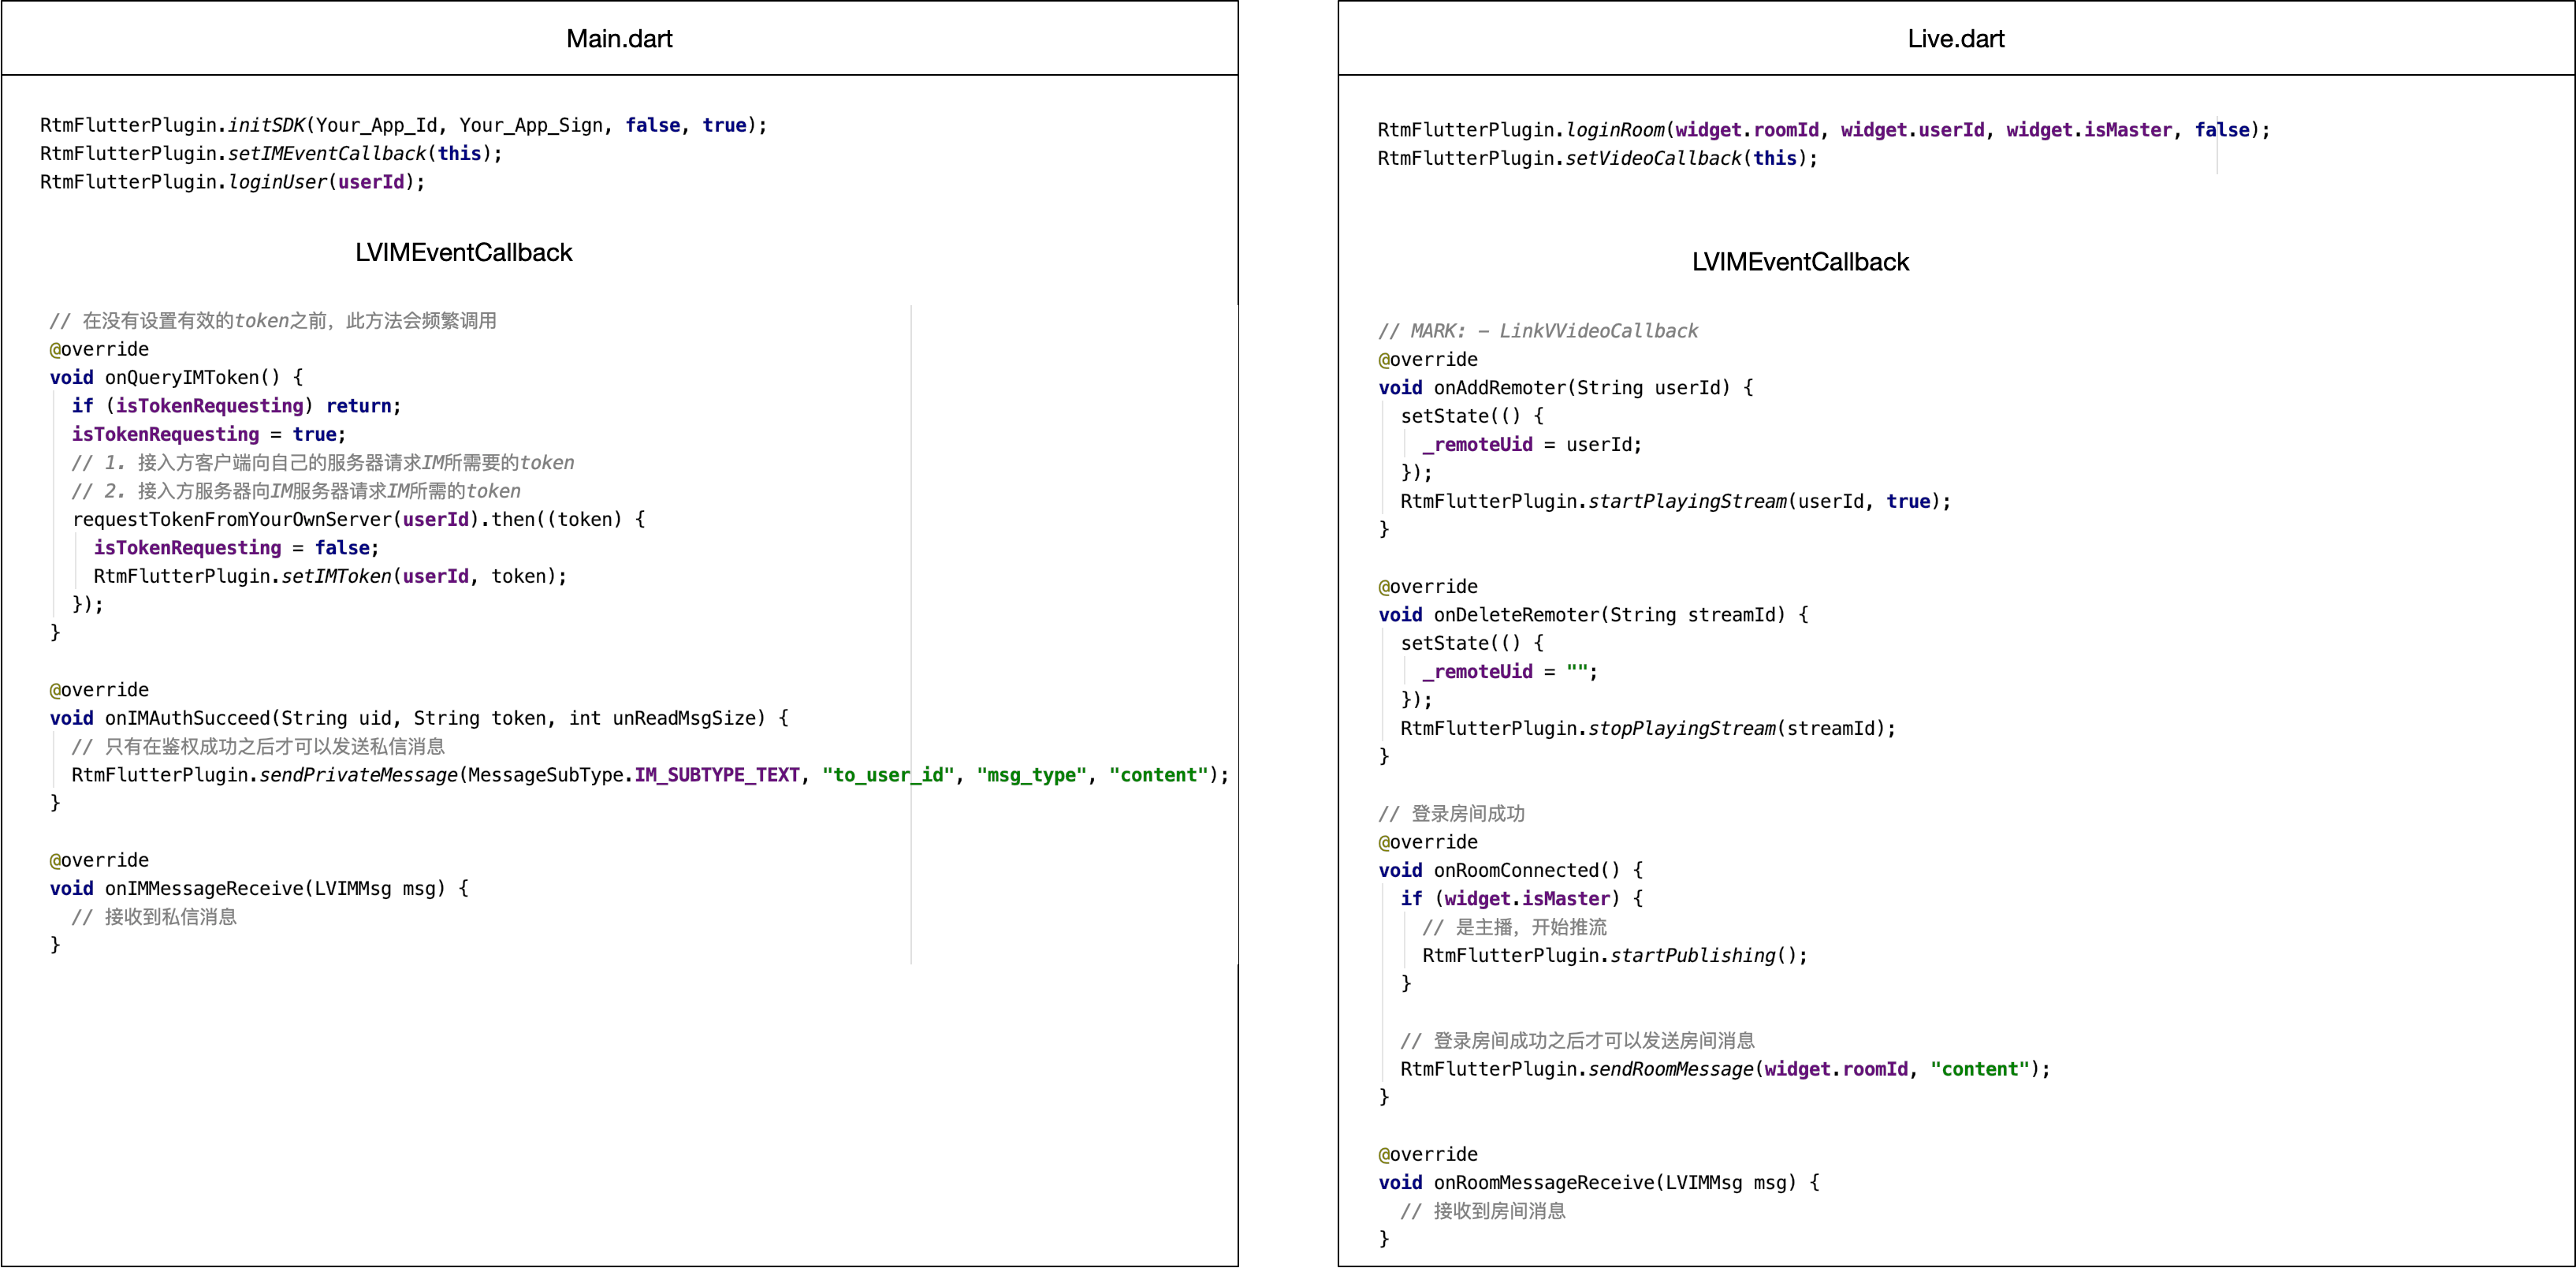 Main.dart
RtmFlutterPlugin.initSDK(Your_App_Id, Your_App_Sign, false, true);
RtmFlutterPlugin.setIMEventCallback(this);
RtmFlutterPlugin.loginUser(userId);
LVIMEventCallback
// 在没有设置有效的token之前，此方法会频繁调用
@override
void onQueryIMToken() {
if (isTokenRequesting) return;
isTokenRequesting = true;
// 1. 接入方客户端向自己的服务器请求IM所需要的token
// 2. 接入方服务器向IM服务器请求IM所需的token
requestTokenFromYourOwnServer(userId).then((token) {
isTokenRequesting = false;
RtmFlutterPlugin.setIMToken(userId, token);
});
}
@override
void onIMAuthSucceed(String uid, String token, int unReadMsgSize) {
// 只有在鉴权成功之后才可以发送私信消息
RtmFlutterPlugin.sendPrivateMessage(MessageSubType.IM_SUBTYPE_TEXT, "to_user_id", "msg_type", "content");
}
@override
void onIMMessageReceive(LVIMMsg msg) {
// 接收到私信消息
}
Live.dart
RtmFlutterPlugin.loginRoom(widget.roomId, widget.userId, widget.isMaster, false);
RtmFlutterPlugin.setVideoCallback(this);
LVIMEventCallback
// MARK: - LinkVVideoCallback
@override
void onAddRemoter(String userId) {
setState(() {
_remoteUid = userId;
});
RtmFlutterPlugin.startPlayingStream(userId, true);
}
@override
void onDeleteRemoter(String streamId) {
setState(() {
_remoteUid = "";
});
RtmFlutterPlugin.stopPlayingStream(streamId);
}
// 登录房间成功
@override
void onRoomConnected() {
if (widget.isMaster) {
// 是主播，开始推流
RtmFlutterPlugin.startPublishing();
}
// 登录房间成功之后才可以发送房间消息
RtmFlutterPlugin.sendRoomMessage(widget.roomId, "content");
}
@override
void onRoomMessageReceive(LVIMMsg msg) {
// 接收到房间消息
}